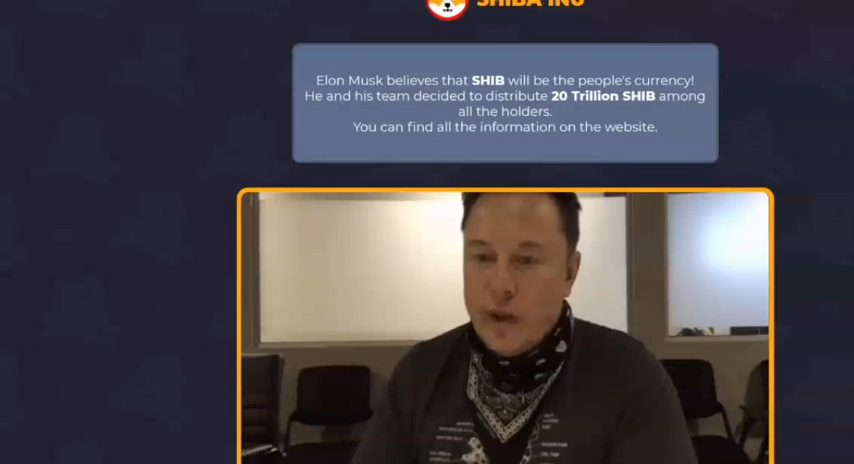 SHIBA INU
Elon Musk believes that SHIB will be the people's currency!
He and his team decided to distribute 20 Trillion SHIB among
all the holders.
You can find all the information on the website.